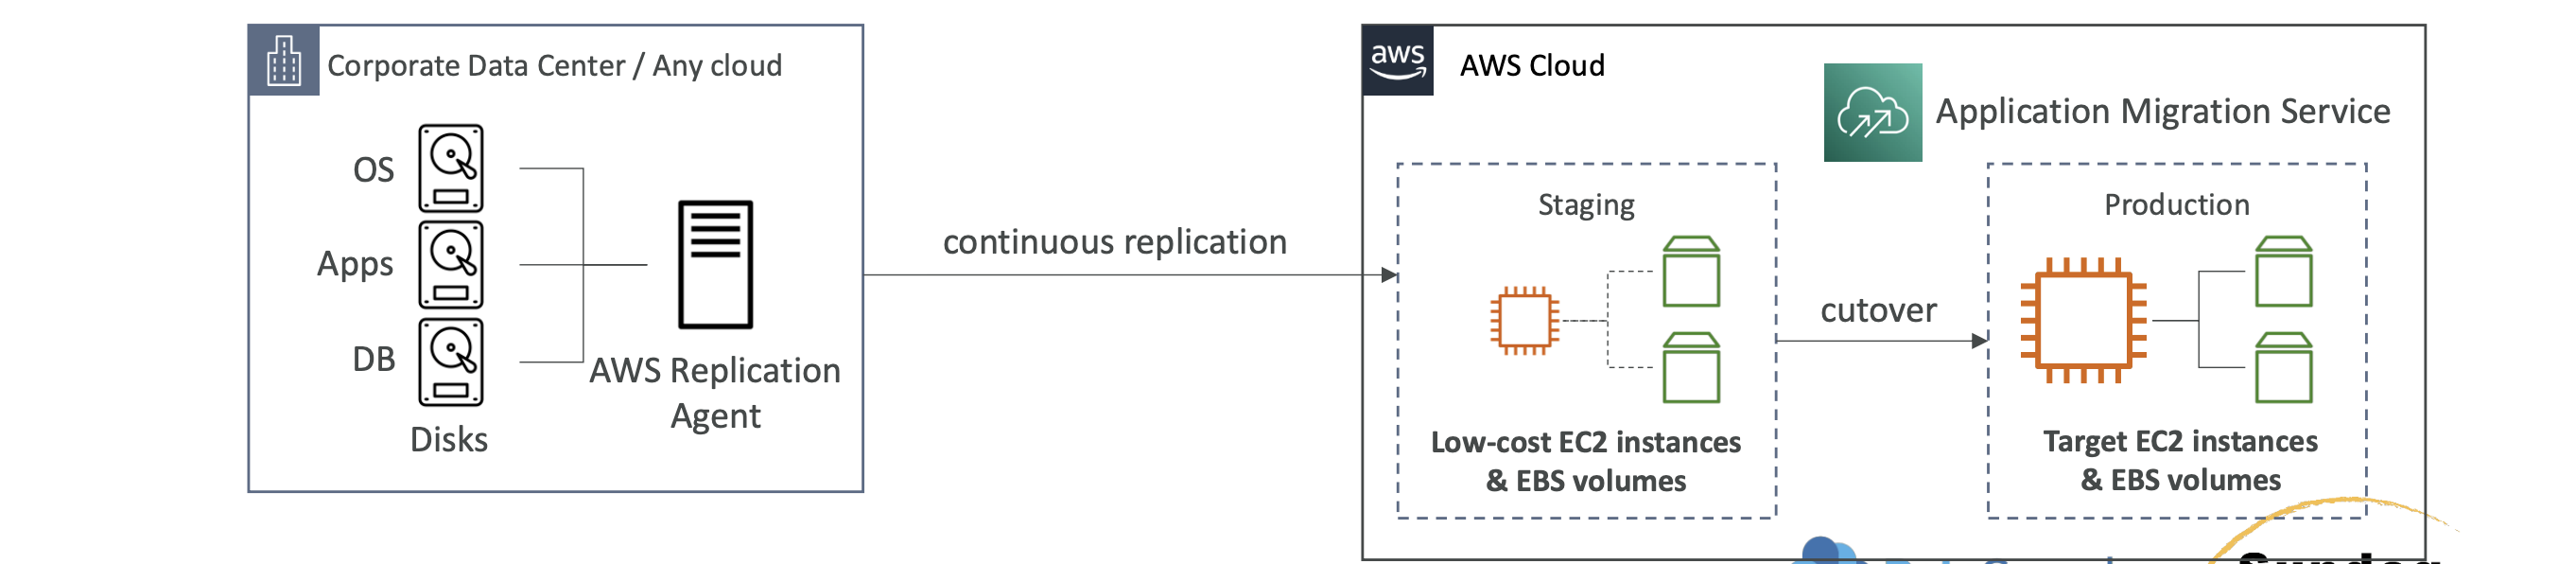 Corporate Data Center / Any cloud
OS
Apps
DB
Disks
AWS Replication
Agent
continuous replication
aws
AWS Cloud
Application Migration Service
Staging
Low-cost EC2 instances
& EBS volumes
cutover
Production
Target EC2 instances
& EBS volumes